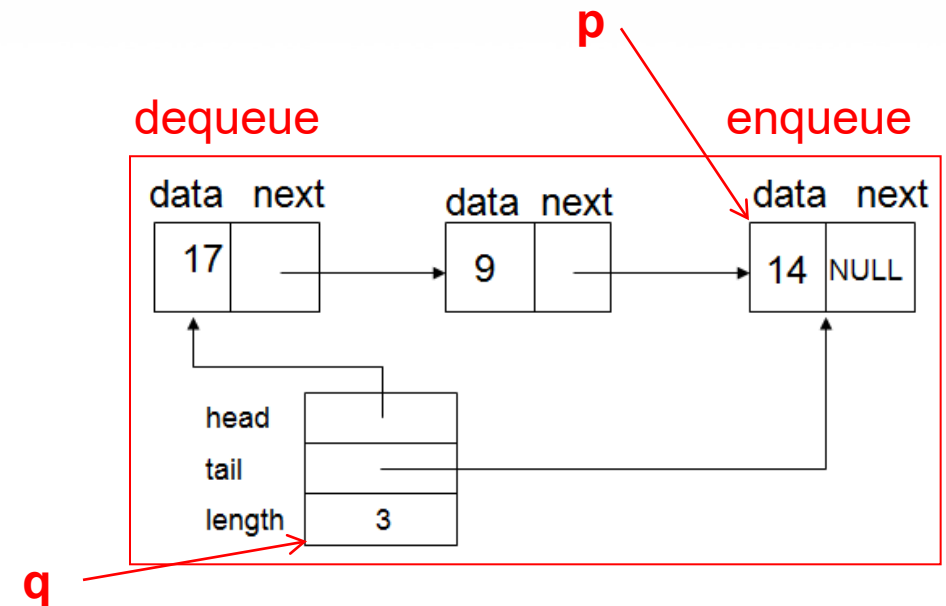 p
dequeue enqueue
data next data next data next
17 9 14 NULL
head
tail
length 3
q